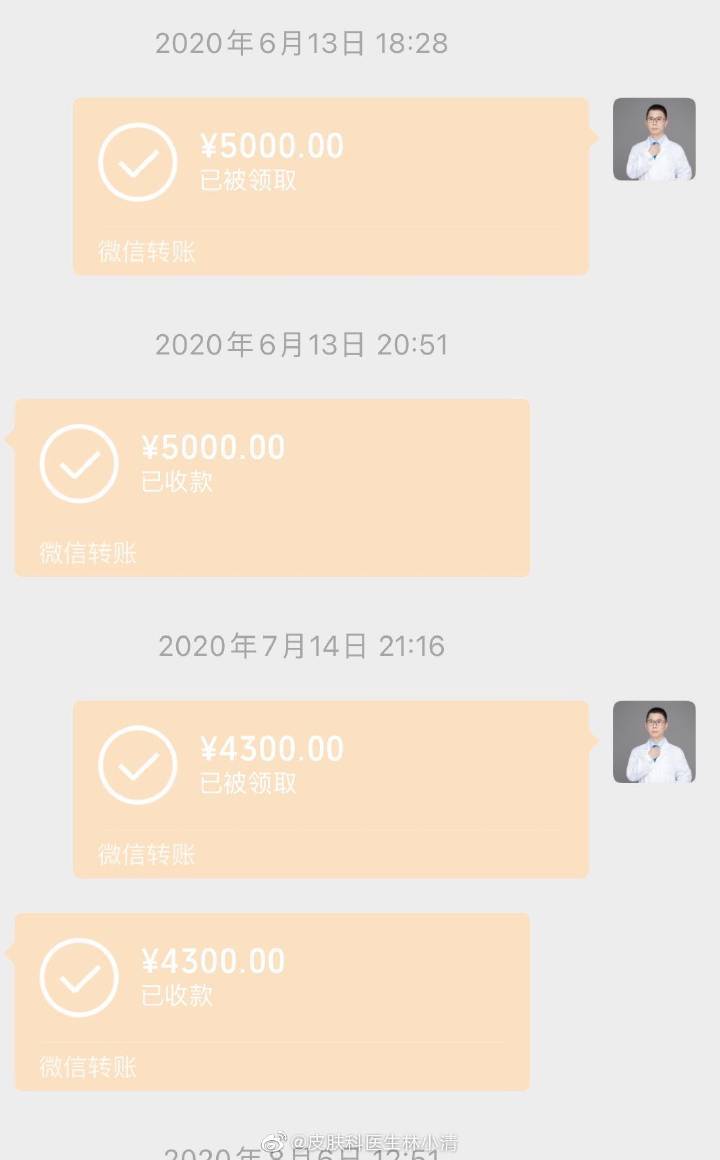 2020年6月13日 18:28
¥5000.00
已被领取
微信转账
2020年6月13日 20:51
¥5000.00
已收款
微信转账
2020年7月14日 21:16
¥4300.00
已被领取
微信转账
¥4300.00
已收款
微信转账
@皮肤科医生林小清
2020年8月6日 12:51